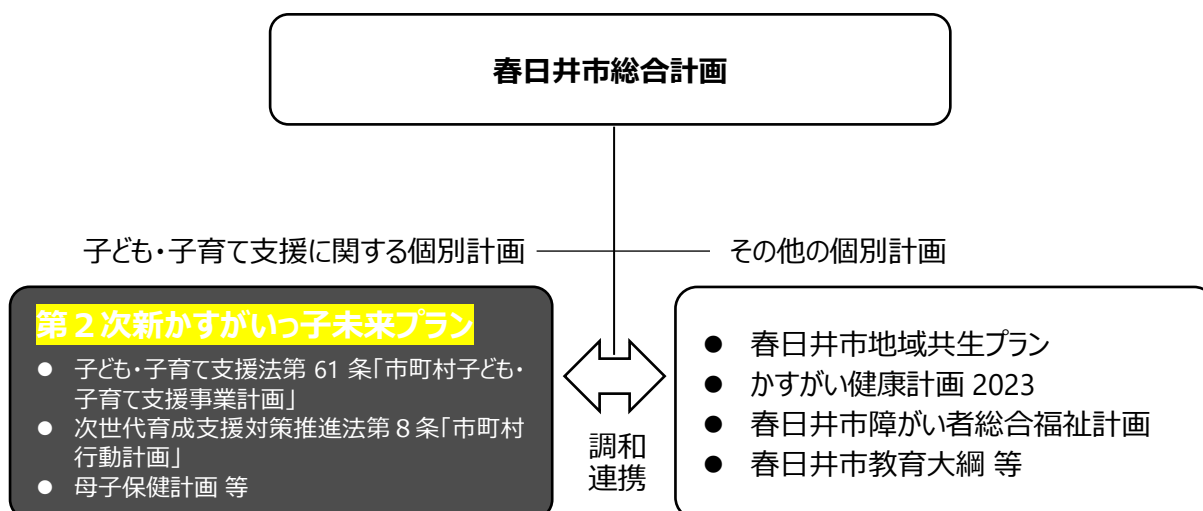 春日井市総合計画
子ども・子育て支援に関する個別計画
その他の個別計画
第２次新かすがいっ子未来プラン
● 子ども・子育て支援法第 61 条「市町村子ども・
子育て支援事業計画」
● 次世代育成支援対策推進法第８条「市町村
行動計画」
● 母子保健計画 等
調和
連携
● 春日井市地域共生プラン
● かすがい健康計画 2023
● 春日井市障がい者総合福祉計画
● 春日井市教育大綱 等